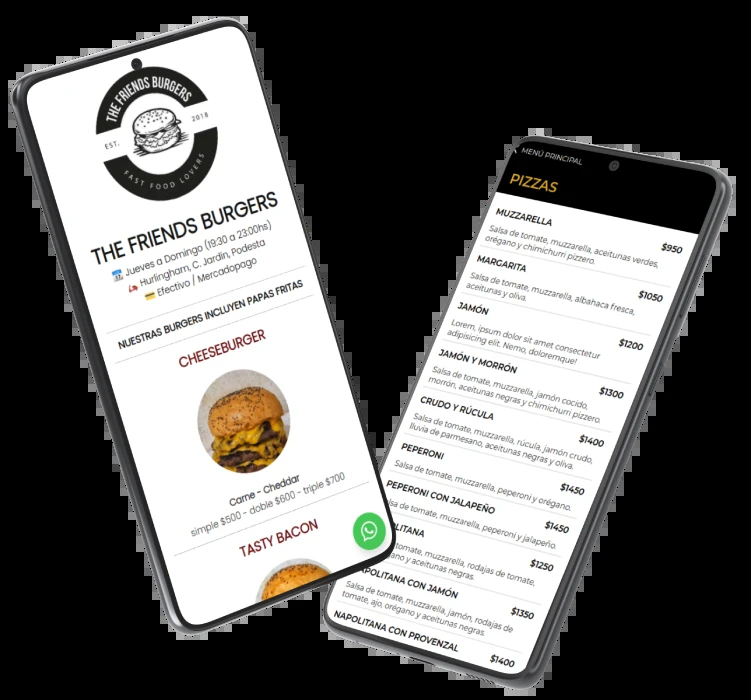 THE FRIENDS BURGERS
EST. 2018
FAST FOOD LOVERS
THE FRIENDS BURGERS
Jueves a Domingo (19:30 a 23:00hs)
Hurlingham, C. Jardin, Podesta
Efectivo / Mercadopago
NUESTRAS BURGERS INCLUYEN PAPAS FRITAS
CHEESEBURGER
Carne - Cheddar
simple $500 - doble $600 - triple $700
TASTY BACON
MENÚ PRINCIPAL
PIZZAS
MUZZARELLA
$950
Salsa de tomate, muzzarella, aceitunas verdes,
orégano y chimichurri pizzero.
MARGARITA
$1050
Salsa de tomate, muzzarella, albahaca fresca,
aceitunas y oliva.
JAMÓN
$1200
Lorem, ipsum dolor sit amet consectetur
adipisicing elit. Nemo, doloremque!
JAMÓN Y MORRÓN
$1300
Salsa de tomate, muzzarella, jamón cocido,
morrón, aceitunas negras y chimichurri pizzero.
CRUDO Y RÚCULA
$1400
Salsa de tomate, muzzarella, rúcula, jamón crudo,
lluvia de parmesano, aceitunas negras y oliva.
PEPERONI
$1450
Salsa de tomate, muzzarella, peperoni y orégano.
PEPERONI CON JALAPEÑO
$1450
salsa de tomate, muzzarella, peperoni y jalapeño.
LITANA
$1250
tomate, muzzarella, rodajas de tomate,
ano y aceitunas negras.
APOLITANA CON JAMÓN
$1350
Salsa de tomate, muzzarella, jamón, rodajas de
tomate, ajo, orégano y aceitunas negras.
NAPOLITANA CON PROVENZAL
$1400